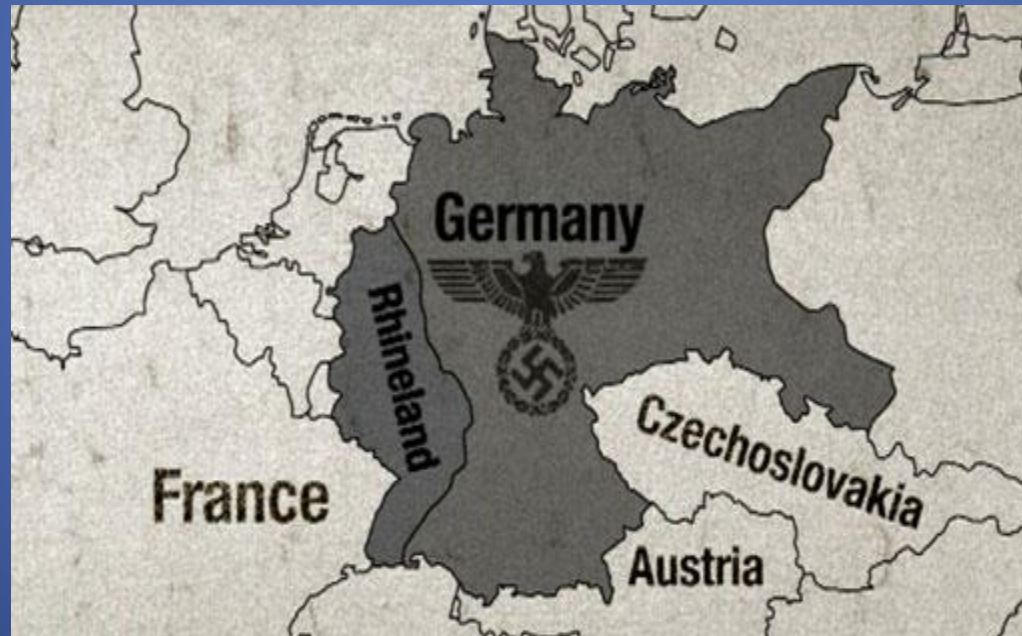 Germany
Rhineland
Czechoslovakia
France
Austria